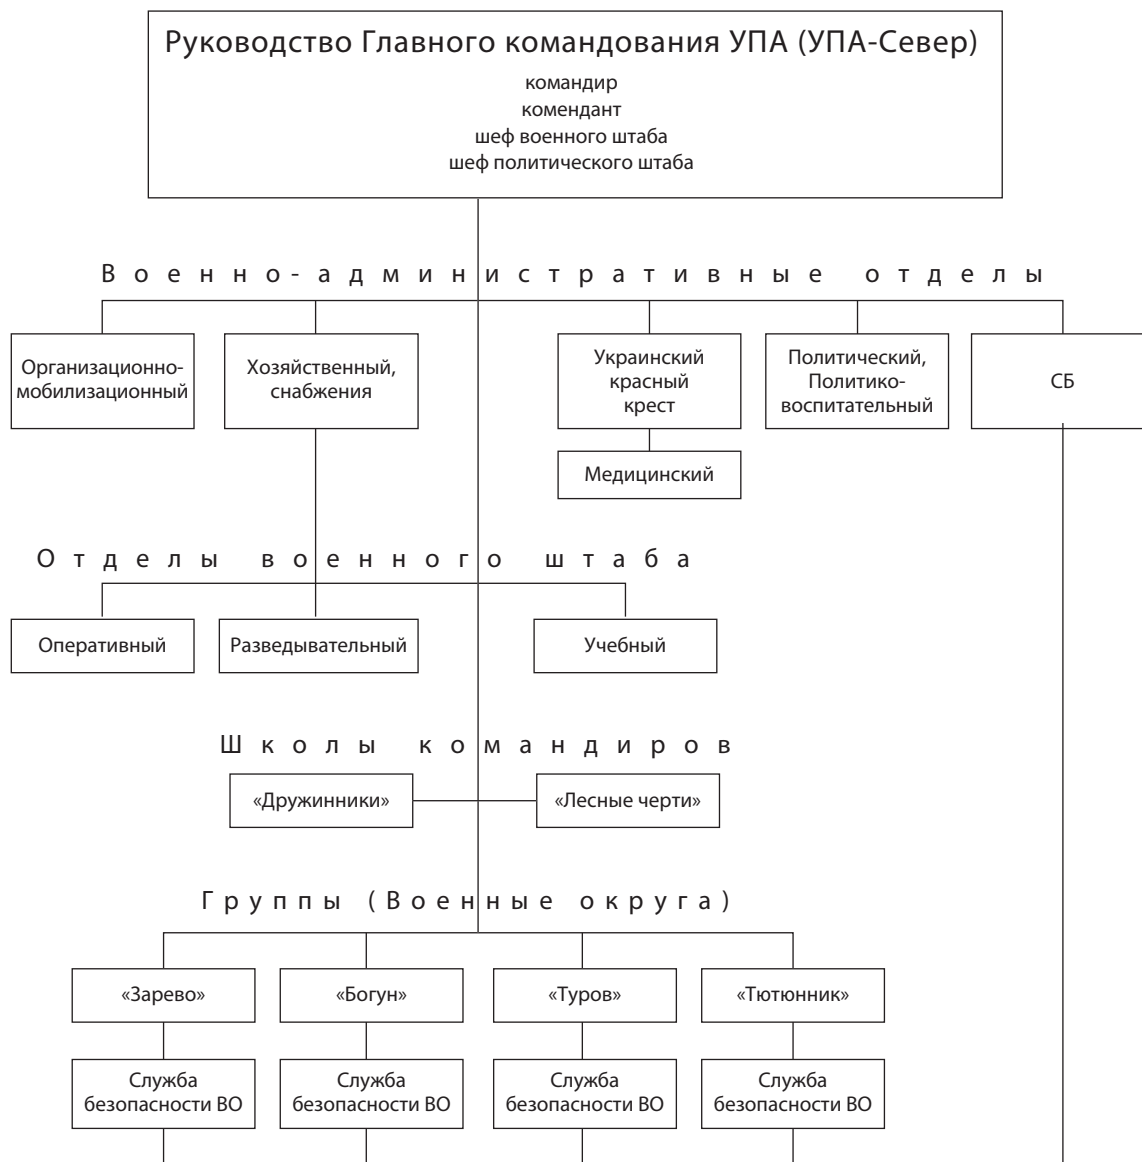 Руководство Главного командования УПА (УПА-Север)
командир
комендант
шеф военного штаба
шеф политического штаба
Военно-административные отделы
Организационно-
мобилизационный
Хозяйственный,
снабжения
Украинский
красный
крест
Политический,
Политико-
воспитательный
СБ
Медицинский
Отделы военного штаба
Оперативный
Разведывательный
Учебный
Школы командиров
«Дружинники»
«Лесные черти»
Группы (Военные округа)
«Зарево»
«Богун»
«Туров»
«Тютюнник»
Служба
безопасности ВО
Служба
безопасности ВО
Служба
безопасности ВО
Служба
безопасности ВО